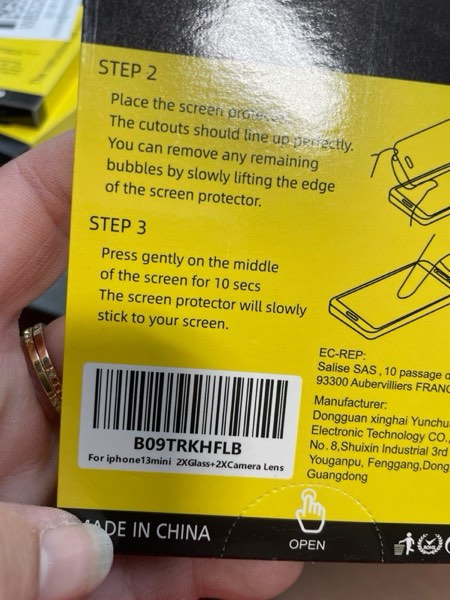 STEP 2
Place the screen protec
The cutouts should line up perfectly.
You can remove any remaining
bubbles by slowly lifting the edge
of the screen protector.
STEP 3
Press gently on the middle
of the screen for 10 secs
The screen protector will slowly
stick to your screen.
EC-REP:
Salise SAS , 10 passage d
93300 Aubervilliers FRANC
Manufacturer:
Dongguan xinghai Yunchu
Electronic Technology CO.,
No. 8,Shuixin Industrial 3rd
Youganpu, Fenggang,Dong
Guangdong
B09TRKHFLB
For iphone13mini 2XGlass+2XCamera Lens
MADE IN CHINA
OPEN